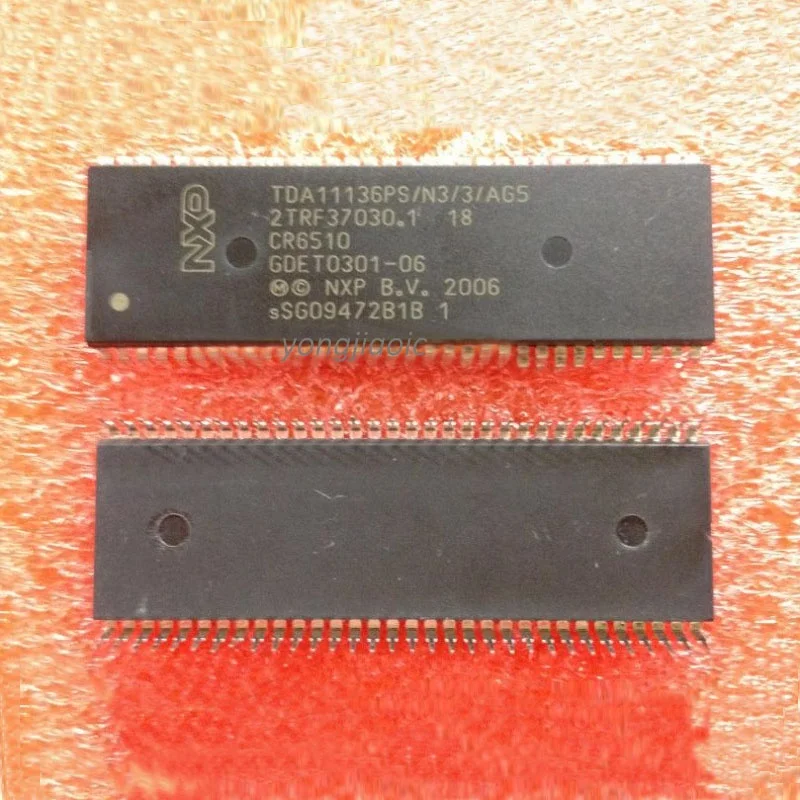 NXP
TDA11136PS/N3/3/AG5
2TRF37030.1 18
CR6510
GDET0301-06
Ⓜ© NXP B.V. 2006
sSG09472B1B 1
yongjiaoic